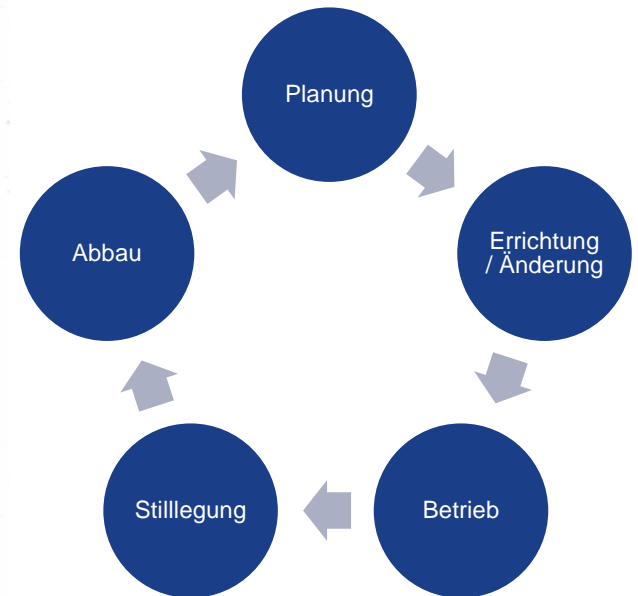 Planung
Errichtung
/ Änderung
Betrieb
Stilllegung
Abbau